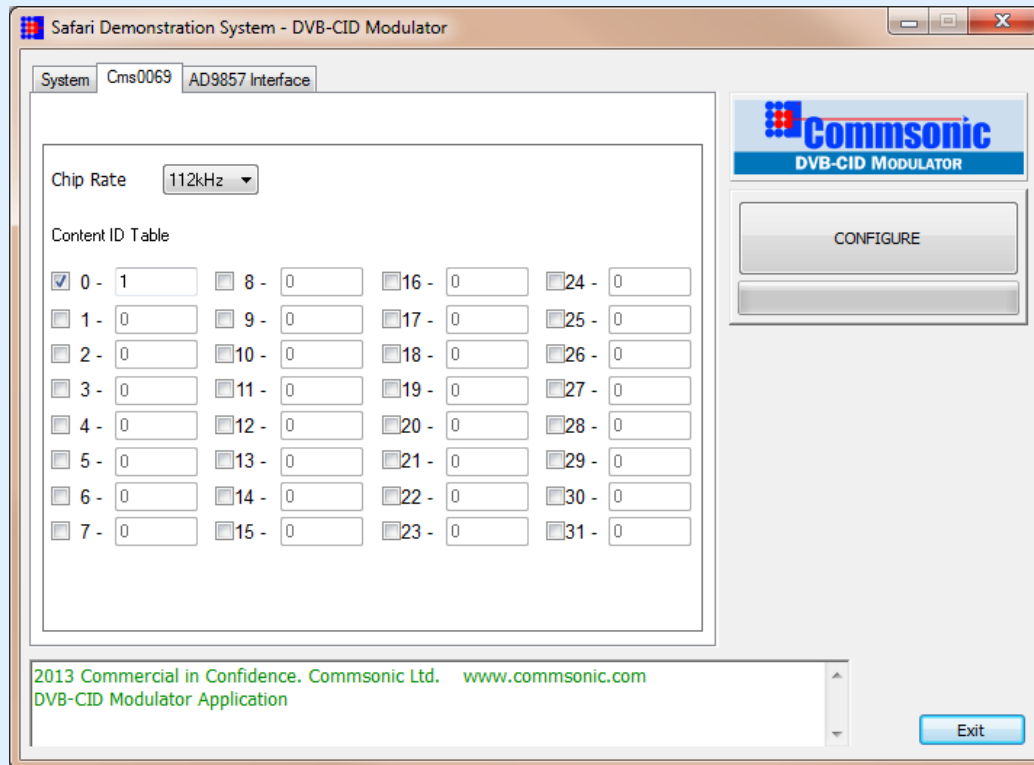 Safari Demonstration System - DVB-CID Modulator
System Cms0069 AD9857 Interface
Commsonic
DVB-CID MODULATOR
Chip Rate 112kHz
CONFIGURE
Content ID Table
0 - 1 8 - 0 16 - 0 24 - 0
1 - 0 9 - 0 17 - 0 25 - 0
2 - 0 10 - 0 18 - 0 26 - 0
3 - 0 11 - 0 19 - 0 27 - 0
4 - 0 12 - 0 20 - 0 28 - 0
5 - 0 13 - 0 21 - 0 29 - 0
6 - 0 14 - 0 22 - 0 30 - 0
7 - 0 15 - 0 23 - 0 31 - 0
2013 Commercial in Confidence. Commsonic Ltd. www.commsonic.com
DVB-CID Modulator Application
Exit